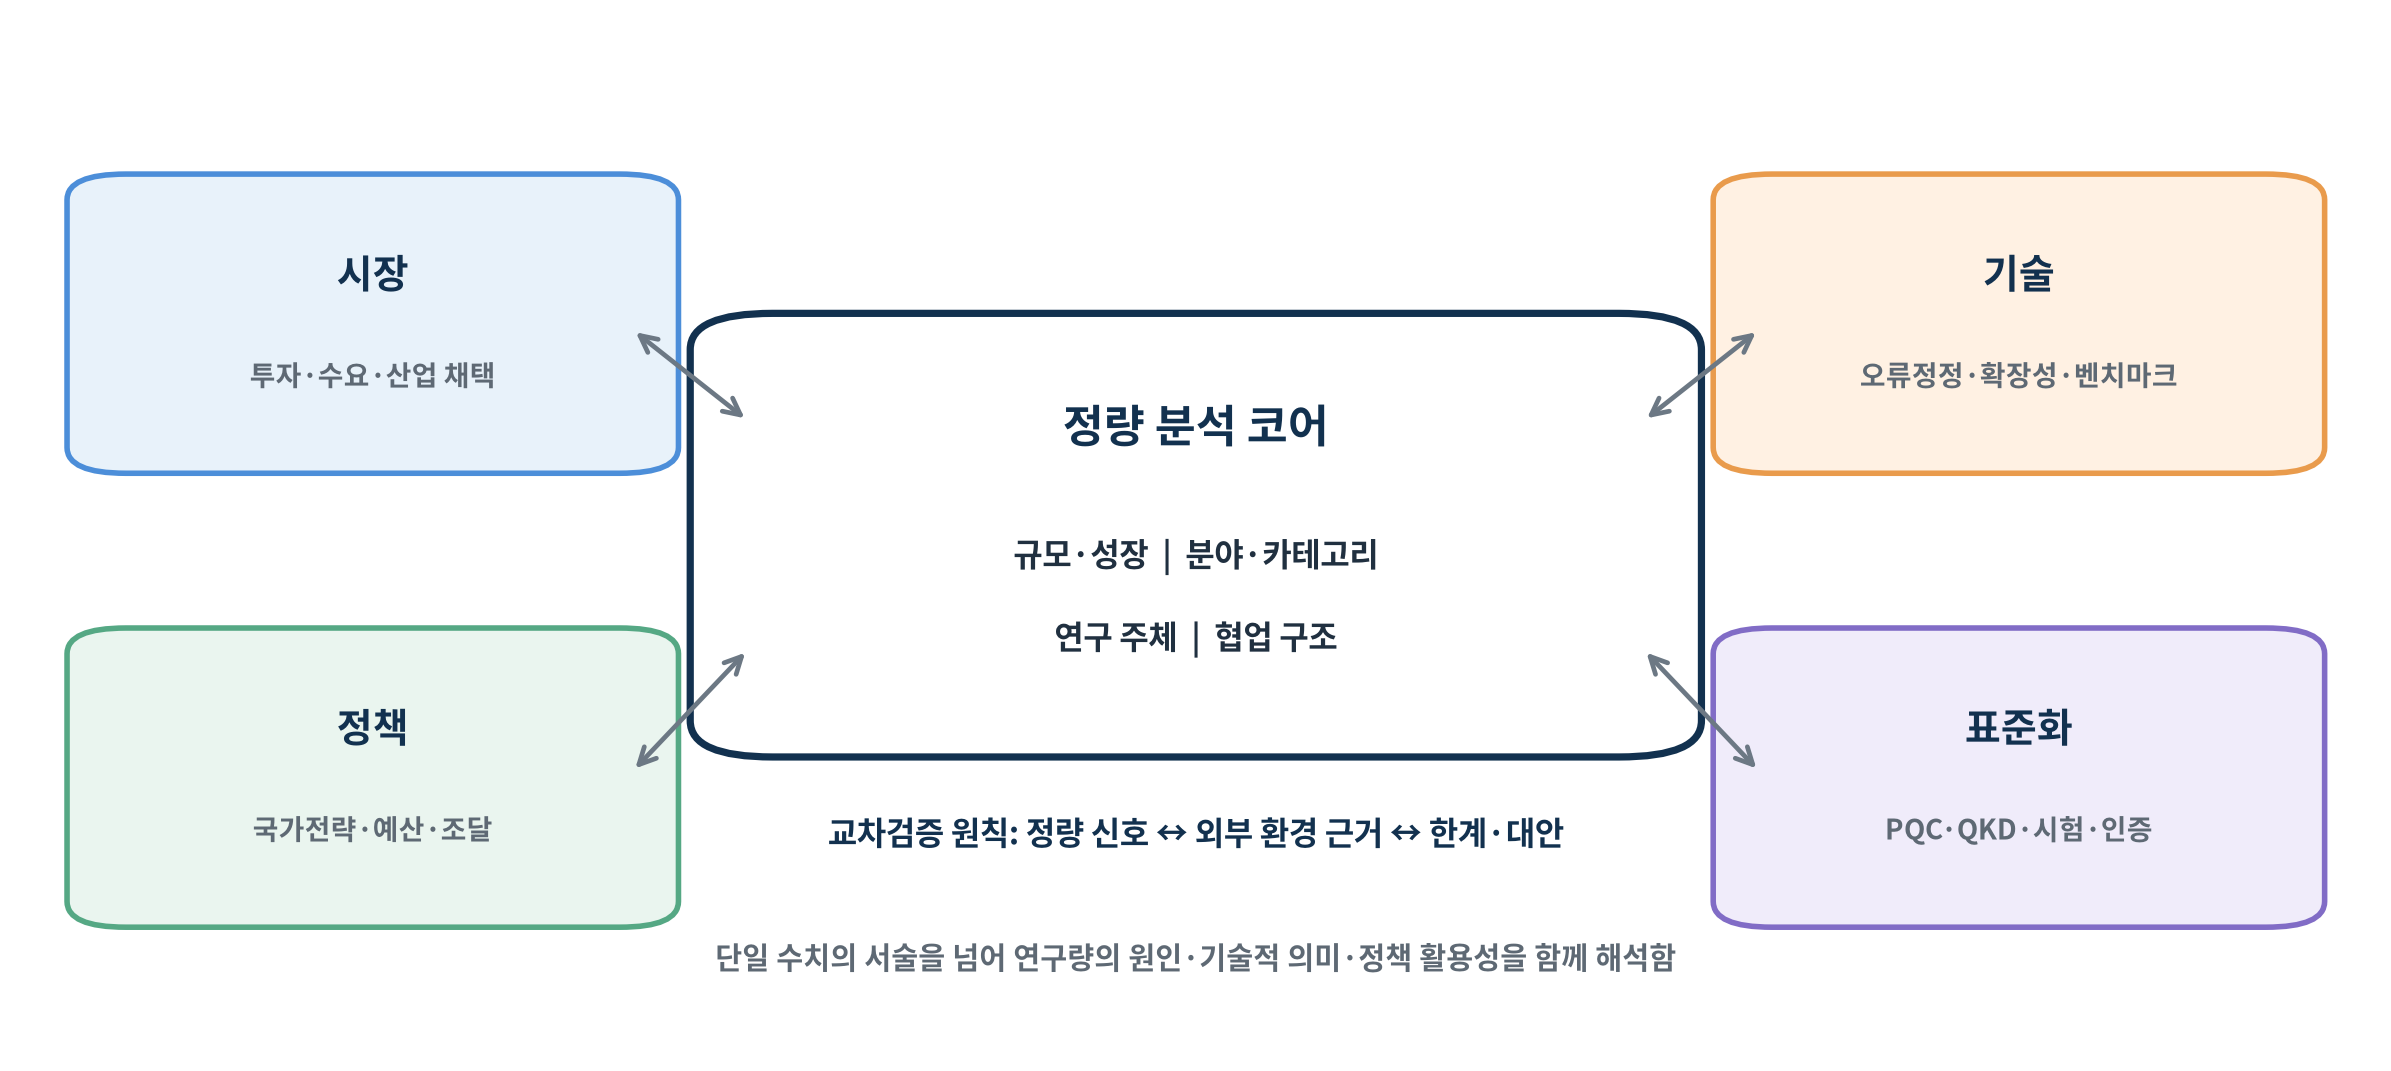 시장
투자·수요·산업 채택
기술
오류정정·확장성·벤치마크
정량 분석 코어
규모·성장 | 분야·카테고리
연구 주체 | 협업 구조
정책
국가전략·예산·조달
표준화
PQC·QKD·시험·인증
교차검증 원칙: 정량 신호 ↔ 외부 환경 근거 ↔ 한계·대안
단일 수치의 서술을 넘어 연구량의 원인·기술적 의미·정책 활용성을 함께 해석함